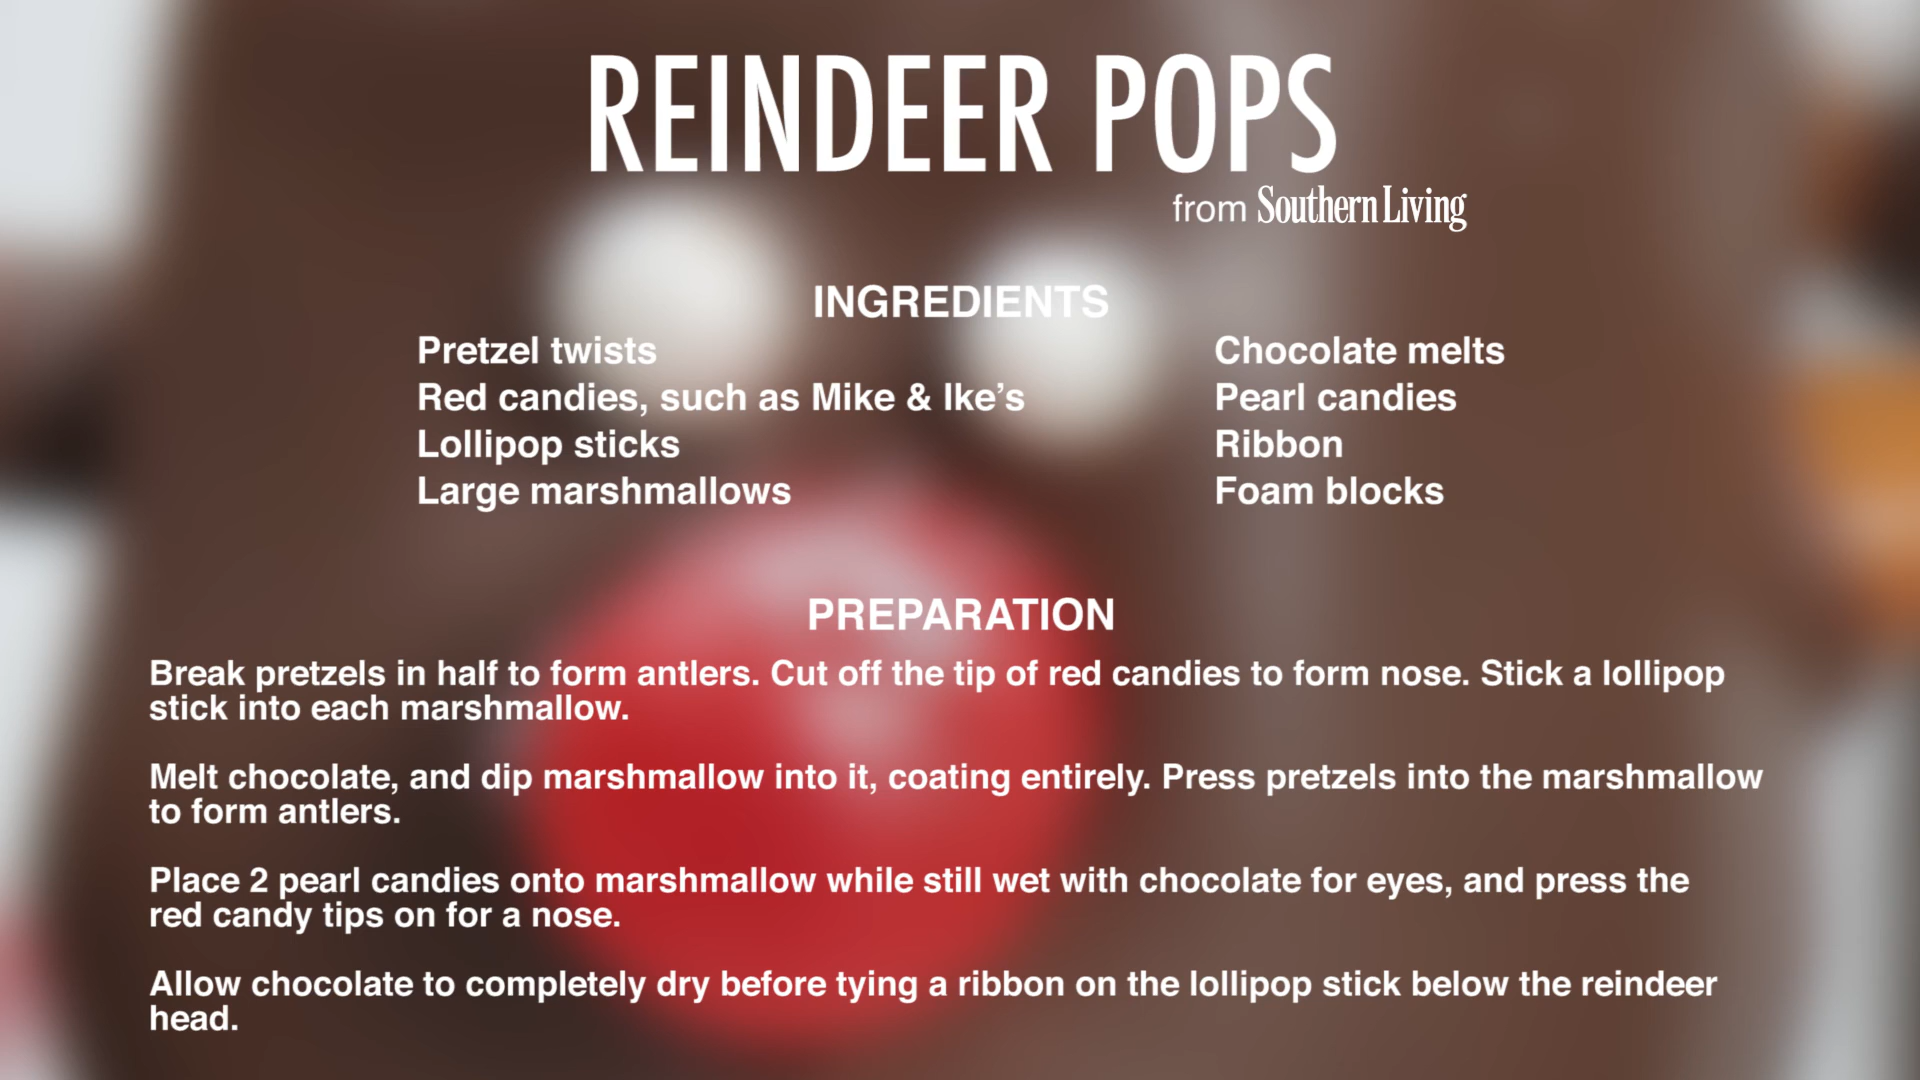 REINDEER POPS
from Southern Living
INGREDIENTS
Pretzel twists
Red candies, such as Mike & Ike’s
Lollipop sticks
Large marshmallows
Chocolate melts
Pearl candies
Ribbon
Foam blocks
PREPARATION
Break pretzels in half to form antlers. Cut off the tip of red candies to form nose. Stick a lollipop
stick into each marshmallow.
Melt chocolate, and dip marshmallow into it, coating entirely. Press pretzels into the marshmallow
to form antlers.
Place 2 pearl candies onto marshmallow while still wet with chocolate for eyes, and press the
red candy tips on for a nose.
Allow chocolate to completely dry before tying a ribbon on the lollipop stick below the reindeer
head.